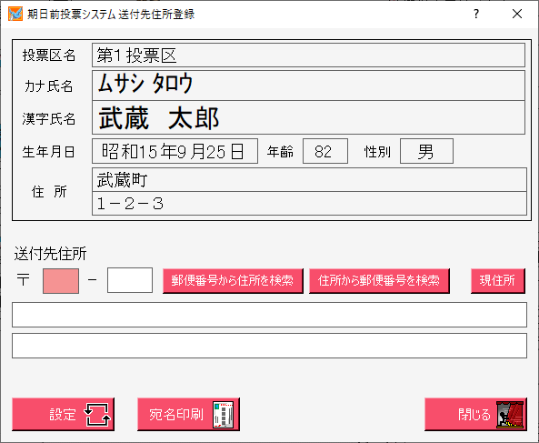 期日前投票システム 送付先住所登録
投票区名 第1投票区
カナ氏名 ムサシ タロウ
漢字氏名 武蔵 太郎
生年月日 昭和15年9月25日 年齢 82 性別 男
住 所 武蔵町
1－2－3
送付先住所
〒 － 郵便番号から住所を検索 住所から郵便番号を検索 現住所
設定 宛名印刷 閉じる